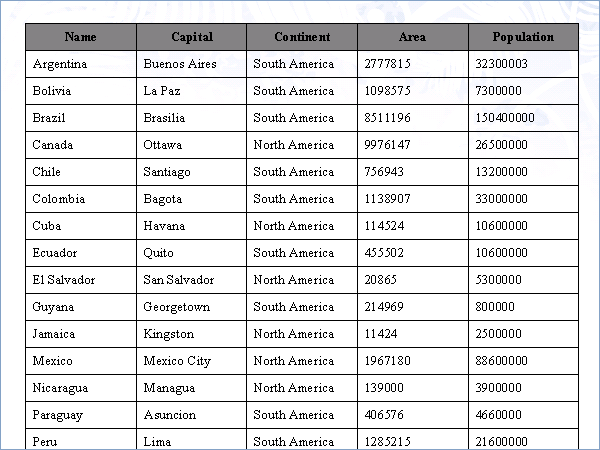 Name Capital Continent Area Population
Argentina Buenos Aires South America 2777815 32300003
Bolivia La Paz South America 1098575 7300000
Brazil Brasilia South America 8511196 150400000
Canada Ottawa North America 9976147 26500000
Chile Santiago South America 756943 13200000
Colombia Bagota South America 1138907 33000000
Cuba Havana North America 114524 10600000
Ecuador Quito South America 455502 10600000
El Salvador San Salvador North America 20865 5300000
Guyana Georgetown South America 214969 800000
Jamaica Kingston North America 11424 2500000
Mexico Mexico City North America 1967180 88600000
Nicaragua Managua North America 139000 3900000
Paraguay Asuncion South America 406576 4660000
Peru Lima South America 1285215 21600000